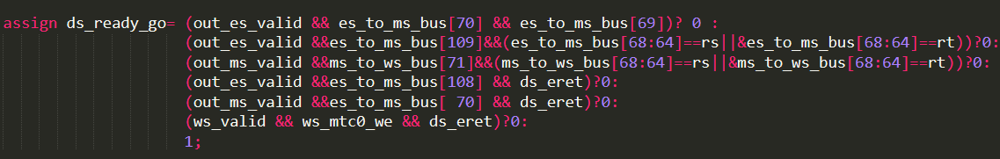 assign ds_ready_go= (out_es_valid && es_to_ms_bus[70] && es_to_ms_bus[69])? 0 :
(out_es_valid &&es_to_ms_bus[109]&&(es_to_ms_bus[68:64]==rs||&es_to_ms_bus[68:64]==rt))?0:
(out_ms_valid &&ms_to_ws_bus[71]&&(ms_to_ws_bus[68:64]==rs||&ms_to_ws_bus[68:64]==rt))?0:
(out_es_valid &&es_to_ms_bus[108] && ds_eret)?0:
(out_ms_valid &&es_to_ms_bus[ 70] && ds_eret)?0:
(ws_valid && ws_mtc0_we && ds_eret)?0:
1;